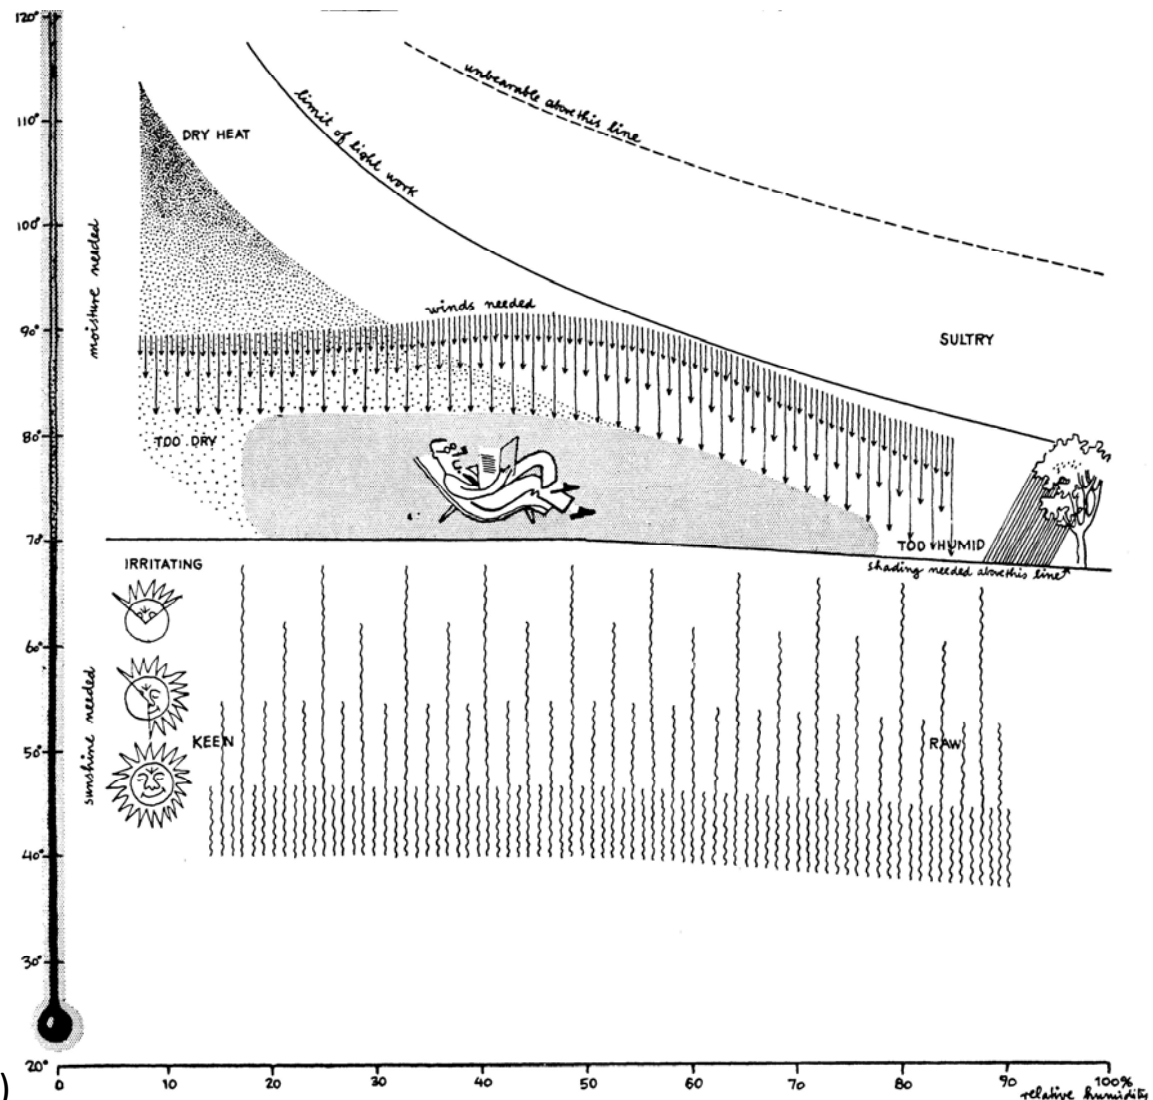 120°
unbearable above this line
limit of light work
110°
DRY HEAT
100°
moisture needed
winds needed
90°
SULTRY
80°
TOO DRY
70°
TOO HUMID
shading needed above this line
IRRITATING
60°
sunshine needed
50°
KEEN
RAW
40°
30°
20°
)
0 10 20 30 40 50 60 70 80 90 100%
relative humidity